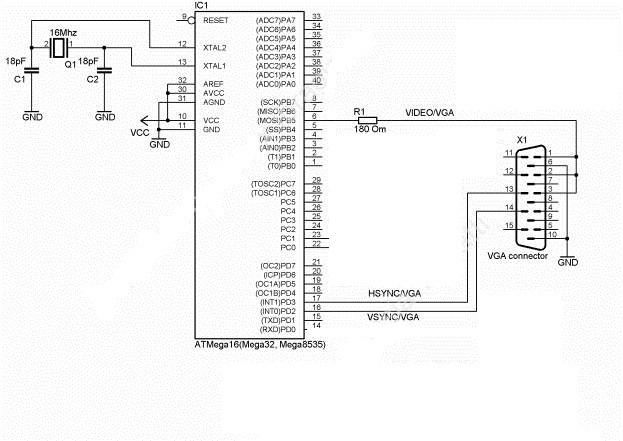 IC1
9 RESET (ADC7)PA7 33
(ADC6)PA6 34
(ADC5)PA5 35
16Mhz
2 1
Q1
12 XTAL2 (ADC4)PA4 36
(ADC3)PA3 37
13 XTAL1 (ADC2)PA2 38
(ADC1)PA1 39
32 AREF (ADC0)PA0 40
30 AVCC
31 AGND (SCK)PB7 8
(MISO)PB6 7
10 VCC (MOSI)PB5 6
11 GND (SS)PB4 5
(AIN1)PB3 4
(AIN0)PB2 3
(T1)PB1 2
(T0)PB0 1
(TOSC2)PC7 29
(TOSC1)PC6 28
PC5 27
PC4 26
PC3 25
PC2 24
PC1 23
PC0 22
(OC2)PD7 21
(ICP)PD6 20
(OC1A)PD5 19
(OC1B)PD4 18
(INT1)PD3 17
(INT0)PD2 16
(TXD)PD1 15
(RXD)PD0 14
ATMega16(Mega32, Mega8535)
18pF
C1
18pF
C2
GND
GND
VCC
GND
R1
180 Om
VIDEO/VGA
X1
11 1
6
12 2
7
13 3
8
14 4
9
15 5
10
VGA connector
GND
HSYNC/VGA
VSYNC/VGA